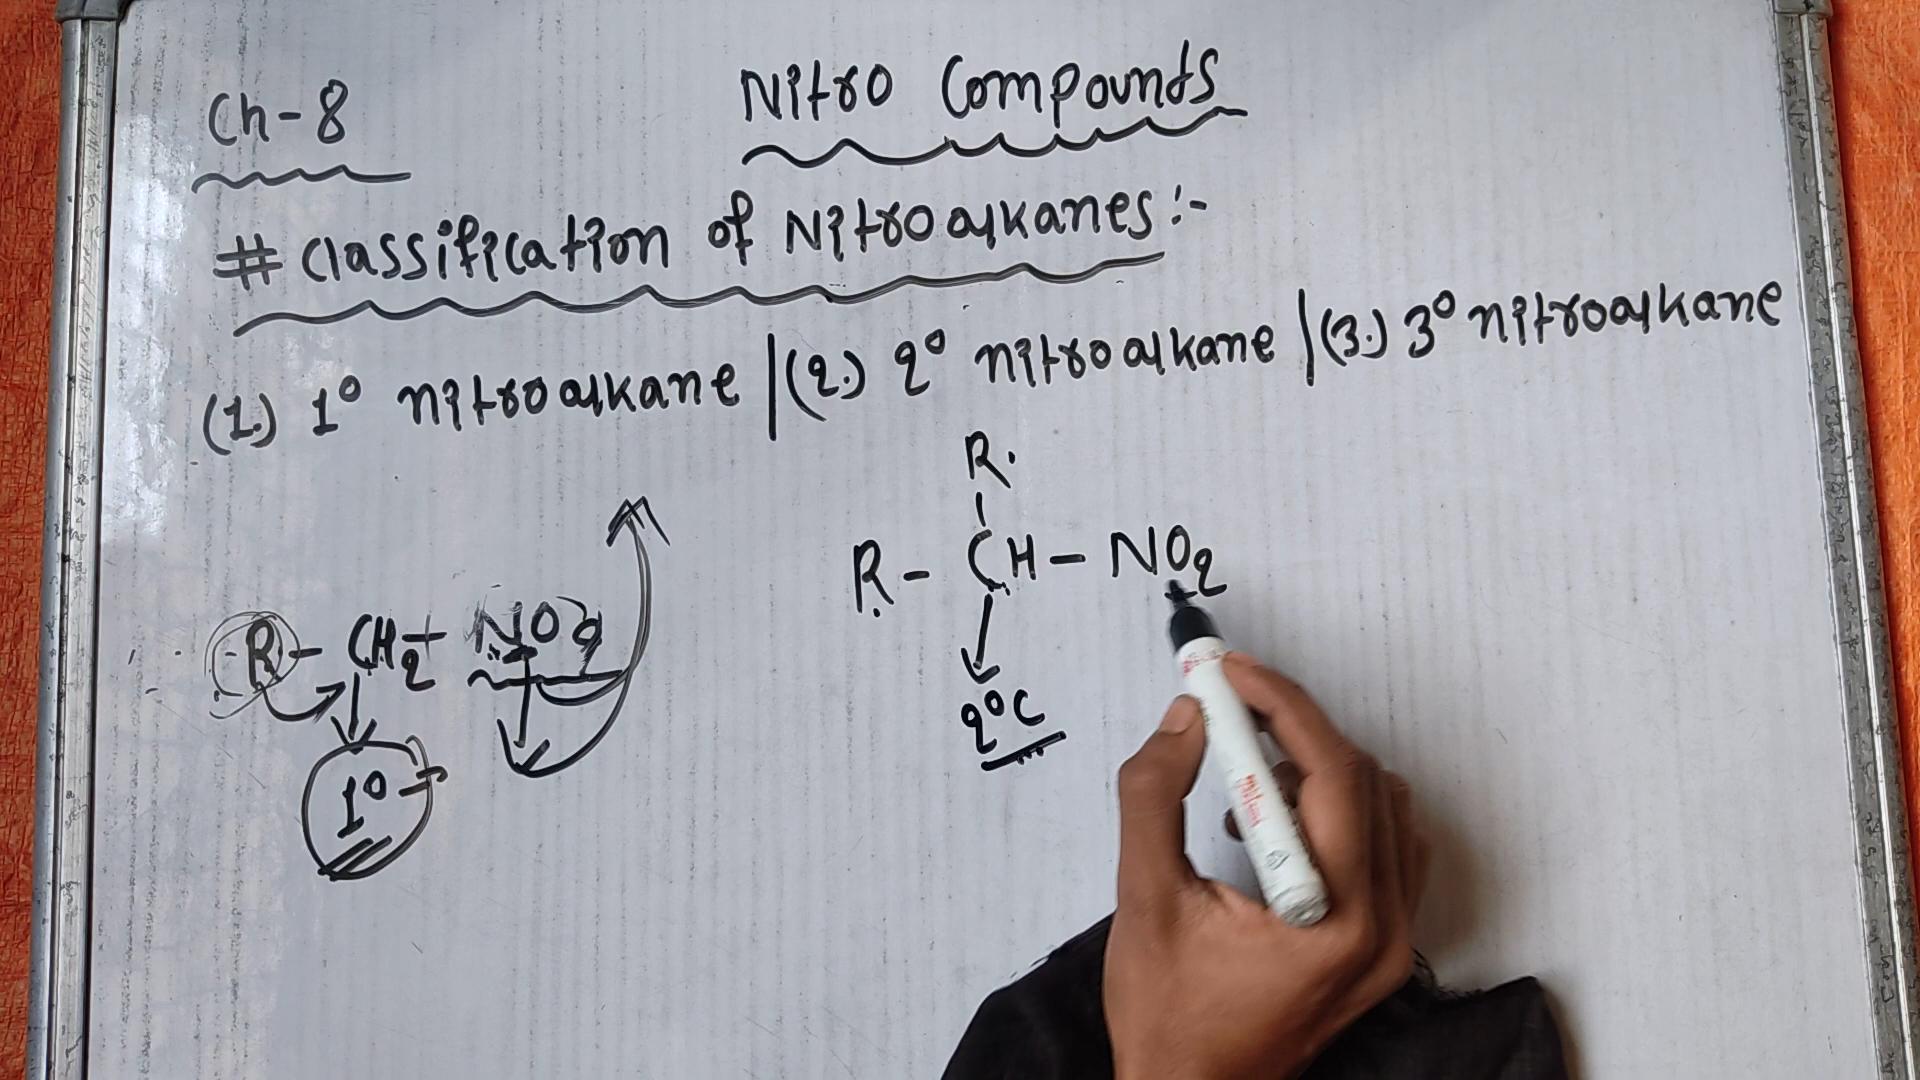 Ch-8 Nitro Compounds
# Classification of Nitroalkanes:-
(1.) 1° nitroalkane | (2.) 2° nitroalkane | (3.) 3° nitroalkane
R
R - CH - NO2
R - CH2 - NO2
2°C
1°